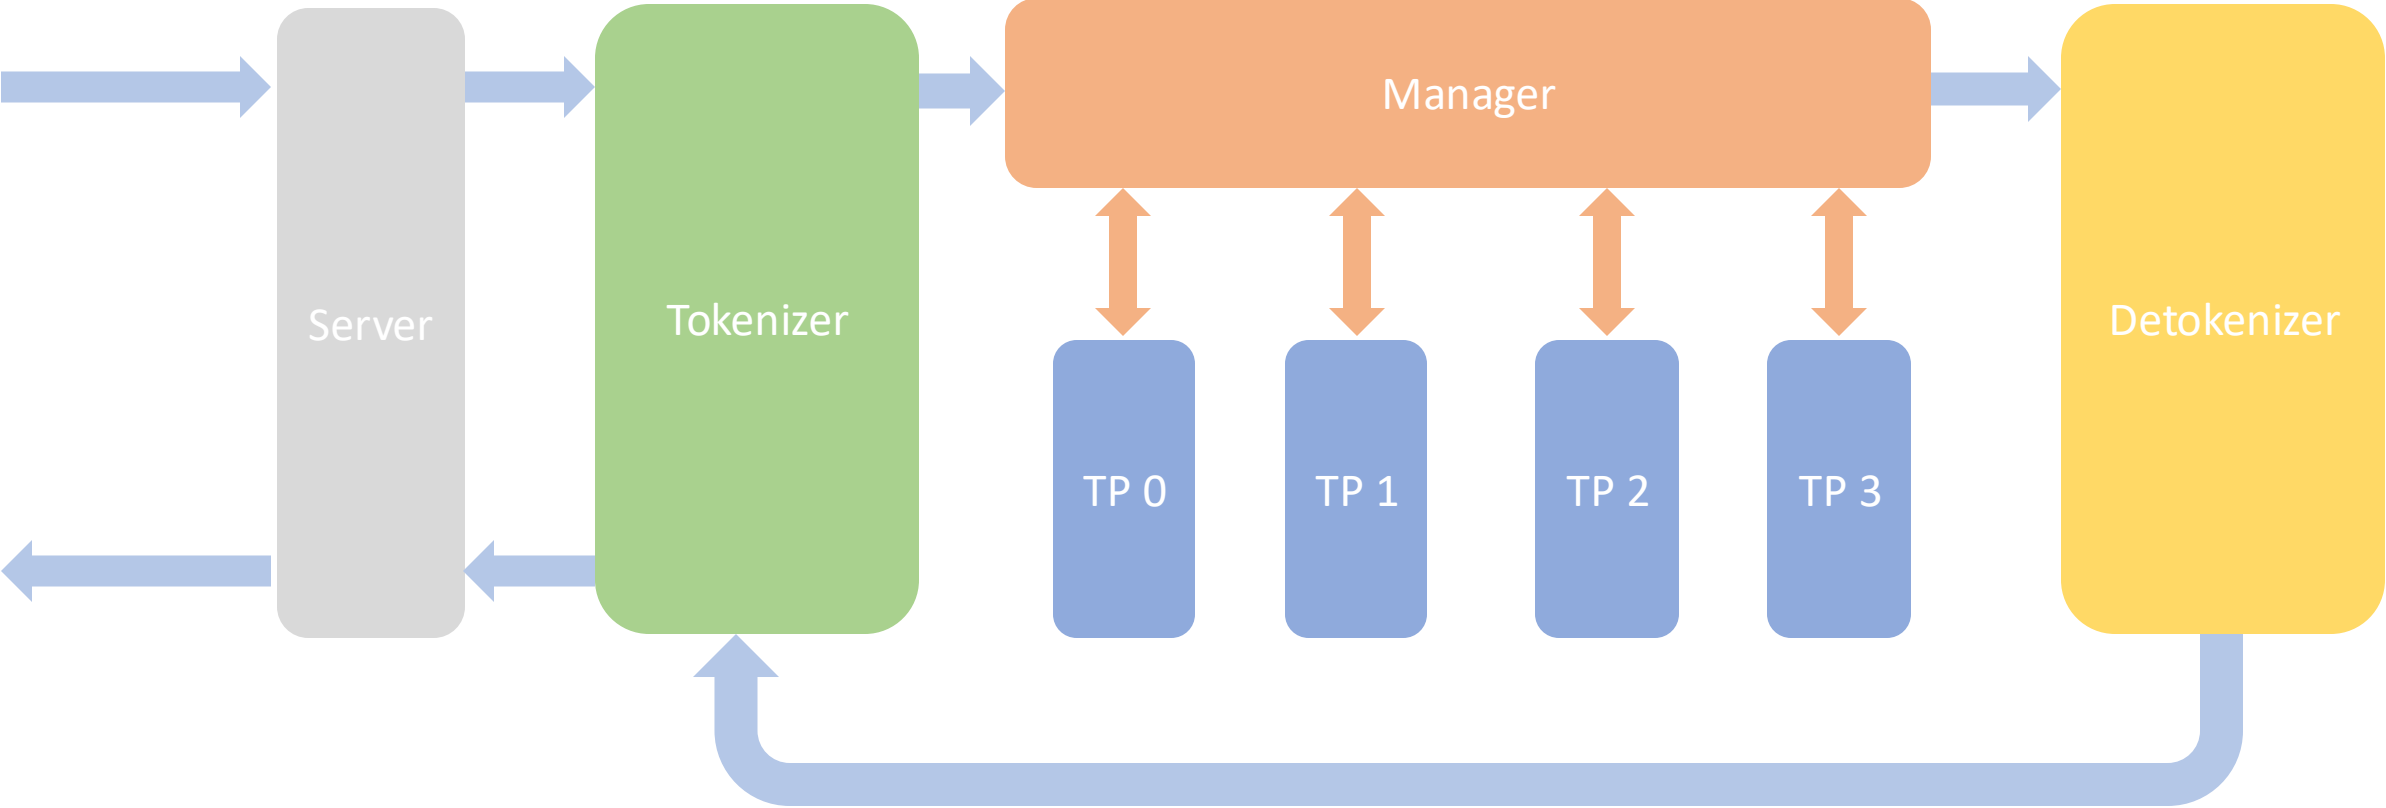 Server
Tokenizer
Manager
TP 0
TP 1
TP 2
TP 3
Detokenizer